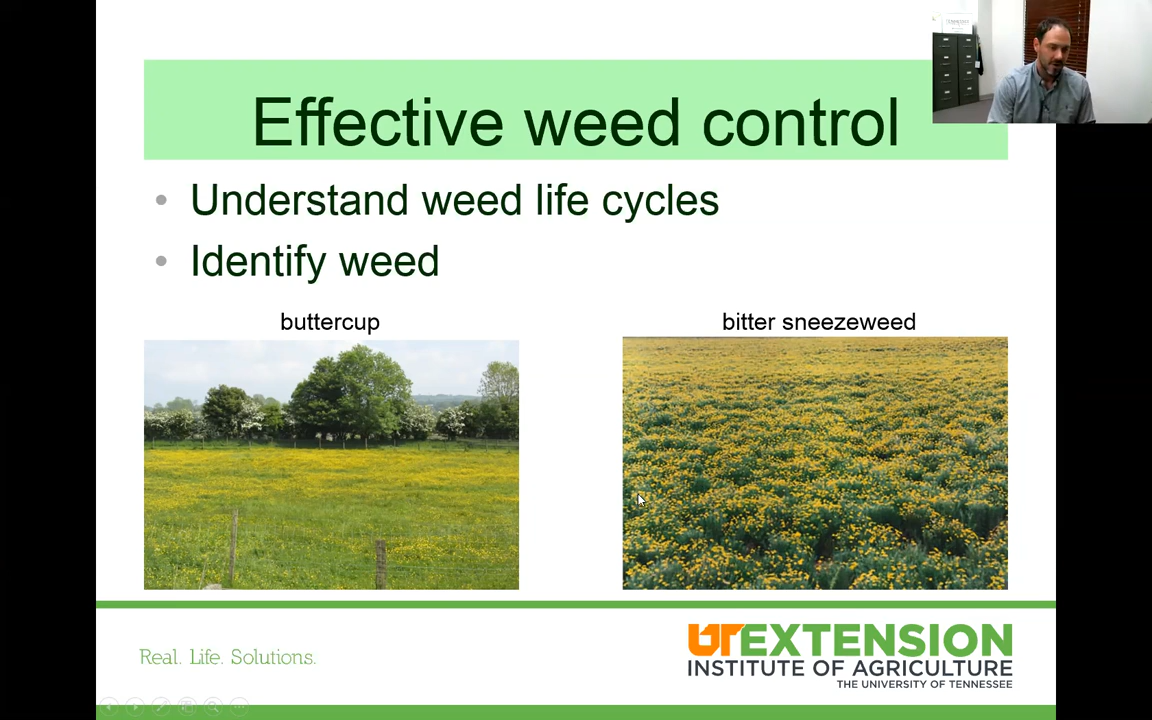 Effective weed control
• Understand weed life cycles
• Identify weed
buttercup
bitter sneezeweed
Real. Life. Solutions.
UTEXTENSION
INSTITUTE OF AGRICULTURE
THE UNIVERSITY OF TENNESSEE